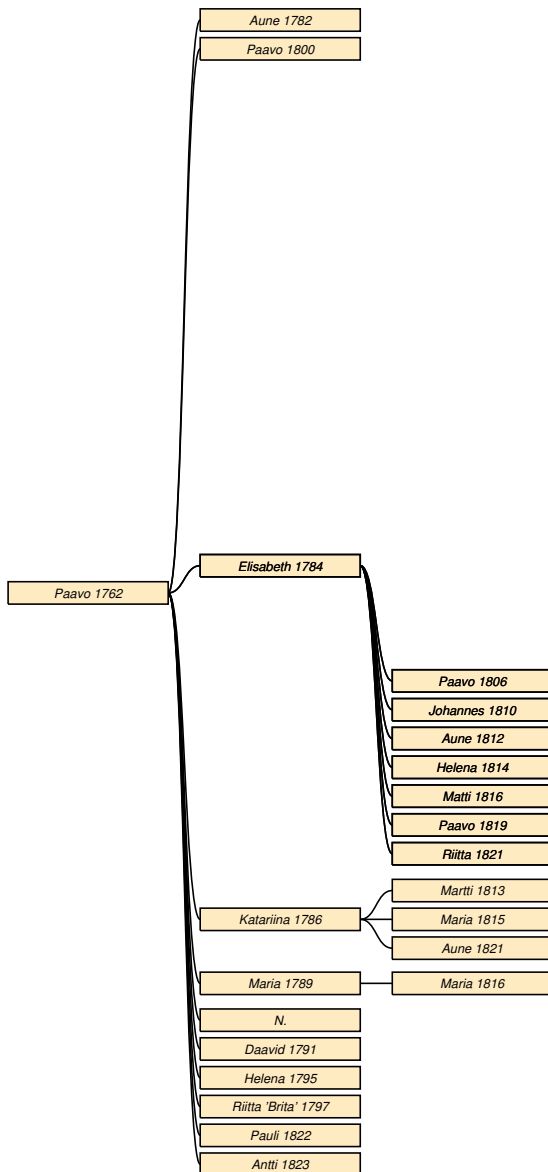 Aune 1782
Paavo 1800
Elisabeth 1784
Paavo 1762
Paavo 1806
Johannes 1810
Aune 1812
Helena 1814
Matti 1816
Paavo 1819
Riitta 1821
Martti 1813
Katariina 1786
Maria 1815
Aune 1821
Maria 1789
Maria 1816
N.
Daavid 1791
Helena 1795
Riitta 'Brita' 1797
Pauli 1822
Antti 1823